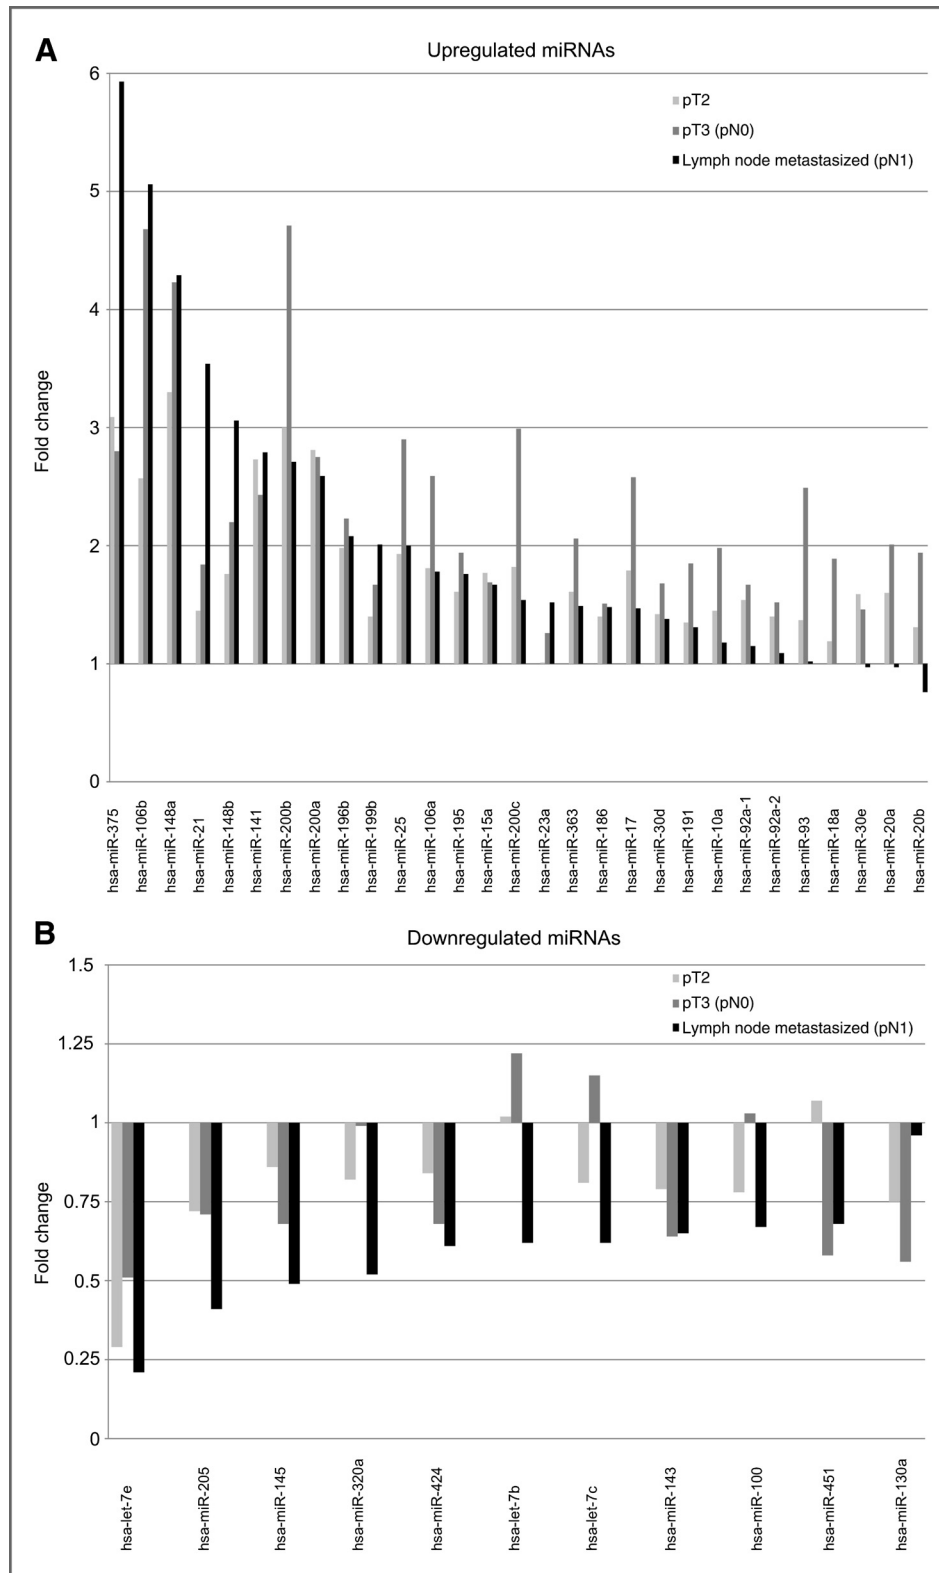 A
Upregulated miRNAs
6
5
4
3
2
1
0
Fold change
pT2
pT3 (pN0)
Lymph node metastasized (pN1)
hsa-miR-375
hsa-miR-106b
hsa-miR-148a
hsa-miR-21
hsa-miR-148b
hsa-miR-141
hsa-miR-200b
hsa-miR-200a
hsa-miR-196b
hsa-miR-199b
hsa-miR-25
hsa-miR-106a
hsa-miR-195
hsa-miR-15a
hsa-miR-200c
hsa-miR-23a
hsa-miR-363
hsa-miR-186
hsa-miR-17
hsa-miR-30d
hsa-miR-191
hsa-miR-10a
hsa-miR-92a-1
hsa-miR-92a-2
hsa-miR-93
hsa-miR-18a
hsa-miR-30e
hsa-miR-20a
hsa-miR-20b
B
Downregulated miRNAs
1.5
1.25
1
0.75
0.5
0.25
0
Fold change
pT2
pT3 (pN0)
Lymph node metastasized (pN1)
hsa-let-7e
hsa-miR-205
hsa-miR-145
hsa-miR-320a
hsa-miR-424
hsa-let-7b
hsa-let-7c
hsa-miR-143
hsa-miR-100
hsa-miR-451
hsa-miR-130a